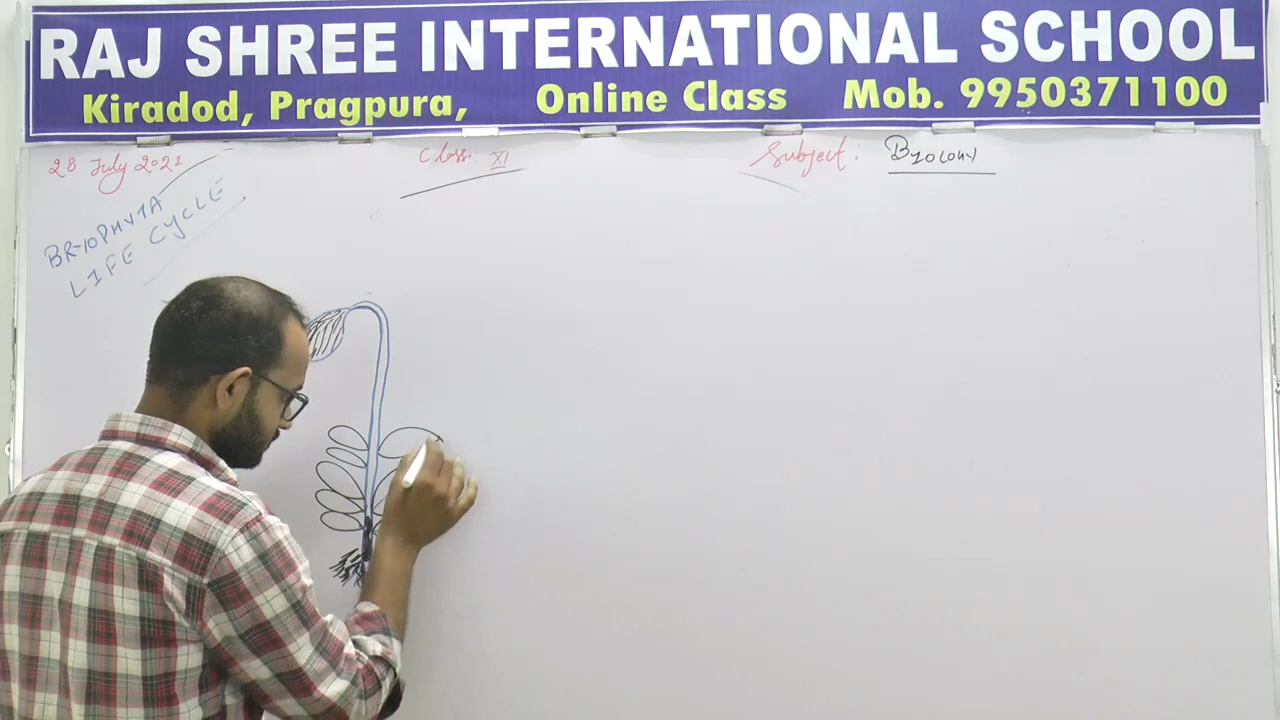 RAJ SHREE INTERNATIONAL SCHOOL
Kiradod, Pragpura, Online Class Mob. 9950371100
28 July 2021 Class: XI Subject: Byology
BRYOPHYTA
LIFE CYCLE